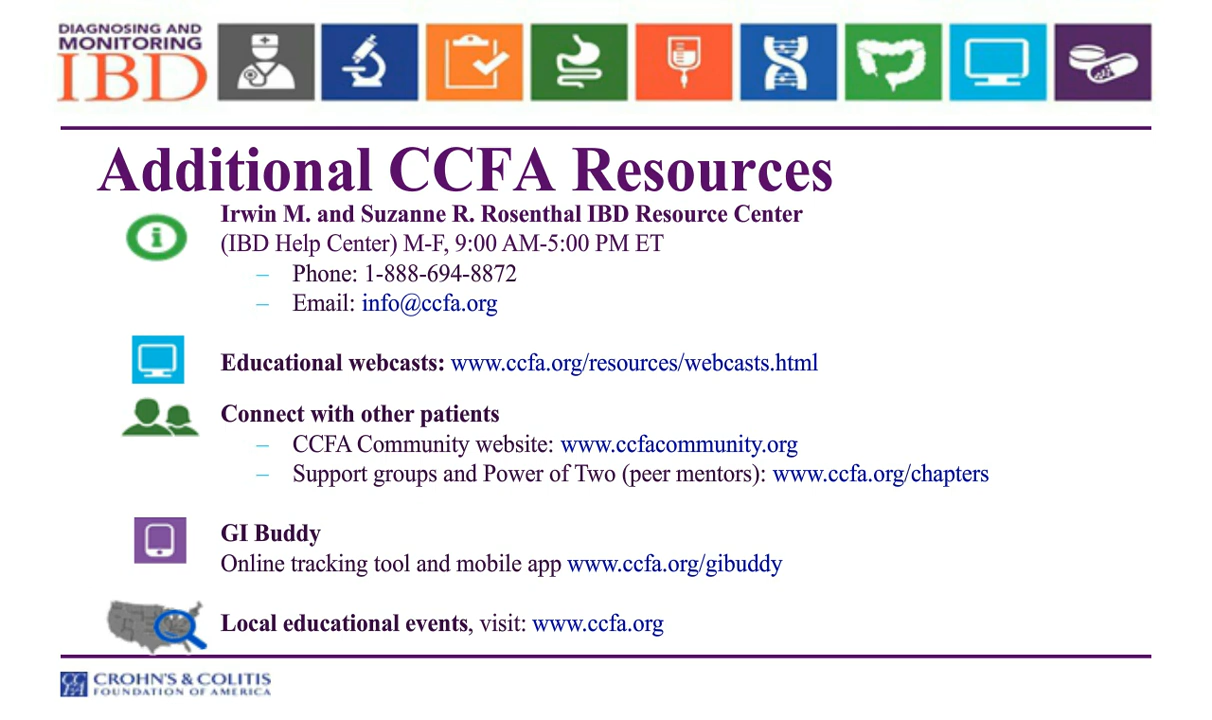 DIAGNOSING AND
MONITORING
IBD
Additional CCFA Resources
Irwin M. and Suzanne R. Rosenthal IBD Resource Center
(IBD Help Center) M-F, 9:00 AM-5:00 PM ET
– Phone: 1-888-694-8872
– Email: info@ccfa.org
Educational webcasts: www.ccfa.org/resources/webcasts.html
Connect with other patients
– CCFA Community website: www.ccfacommunity.org
– Support groups and Power of Two (peer mentors): www.ccfa.org/chapters
GI Buddy
Online tracking tool and mobile app www.ccfa.org/gibuddy
Local educational events, visit: www.ccfa.org
CROHN'S & COLITIS
FOUNDATION OF AMERICA